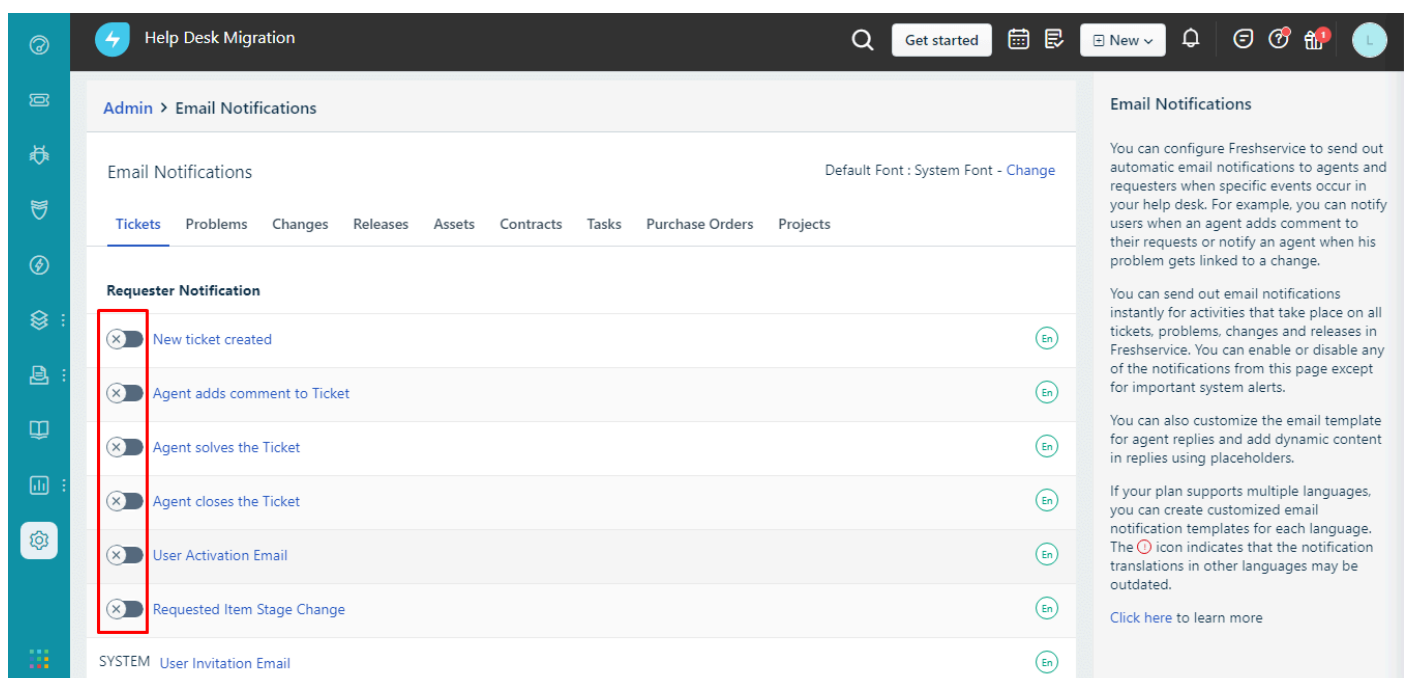 Help Desk Migration
Get started
New
1
L
Admin > Email Notifications
Email Notifications
Default Font : System Font - Change
Tickets Problems Changes Releases Assets Contracts Tasks Purchase Orders Projects
Requester Notification
New ticket created
En
Agent adds comment to Ticket
En
Agent solves the Ticket
En
Agent closes the Ticket
En
User Activation Email
En
Requested Item Stage Change
En
SYSTEM User Invitation Email
En
Email Notifications
You can configure Freshservice to send out
automatic email notifications to agents and
requesters when specific events occur in
your help desk. For example, you can notify
users when an agent adds comment to
their requests or notify an agent when his
problem gets linked to a change.
You can send out email notifications
instantly for activities that take place on all
tickets, problems, changes and releases in
Freshservice. You can enable or disable any
of the notifications from this page except
for important system alerts.
You can also customize the email template
for agent replies and add dynamic content
in replies using placeholders.
If your plan supports multiple languages,
you can create customized email
notification templates for each language.
The icon indicates that the notification
translations in other languages may be
outdated.
Click here to learn more